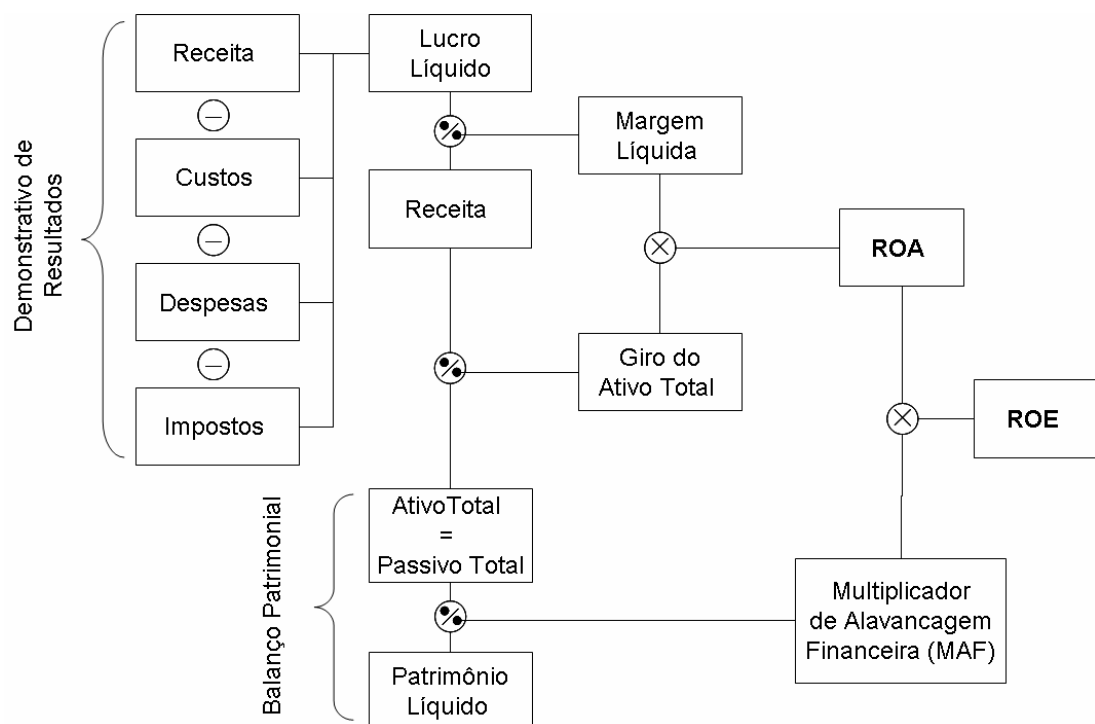 Demonstrativo de
Resultados
Receita
Custos
Despesas
Impostos
Lucro
Líquido
Receita
Margem
Líquida
Giro do
Ativo Total
ROA
ROE
Balanço Patrimonial
AtivoTotal
=
Passivo Total
Patrimônio
Líquido
Multiplicador
de Alavancagem
Financeira (MAF)